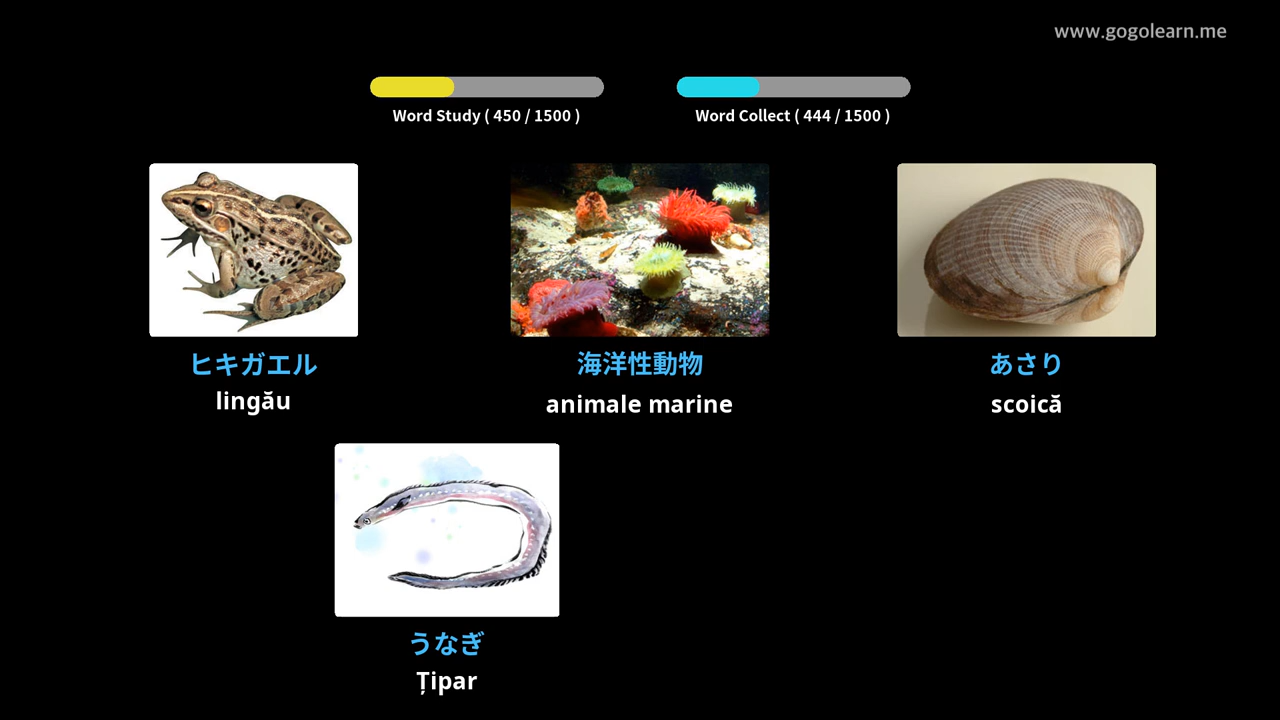 www.gogolearn.me
Word Study ( 450 / 1500 )
Word Collect ( 444 / 1500 )
ヒキガエル
lingău
海洋性動物
animale marine
あさり
scoică
うなぎ
Țipar